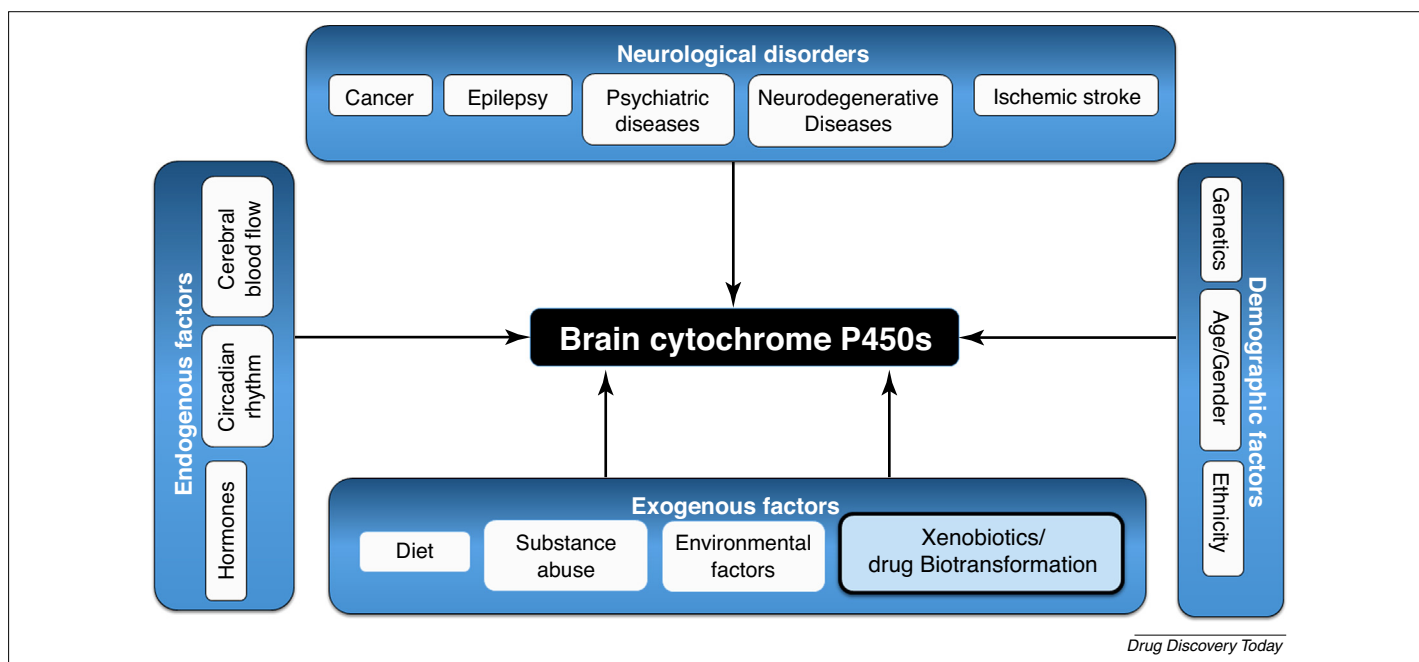 Neurological disorders
Cancer
Epilepsy
Psychiatric
diseases
Neurodegenerative
Diseases
Ischemic stroke
Endogenous factors
Cerebral
blood flow
Circadian
rhythm
Hormones
Brain cytochrome P450s
Genetics
Age/Gender
Ethnicity
Demographic factors
Exogenous factors
Diet
Substance
abuse
Environmental
factors
Xenobiotics/
drug Biotransformation
Drug Discovery Today